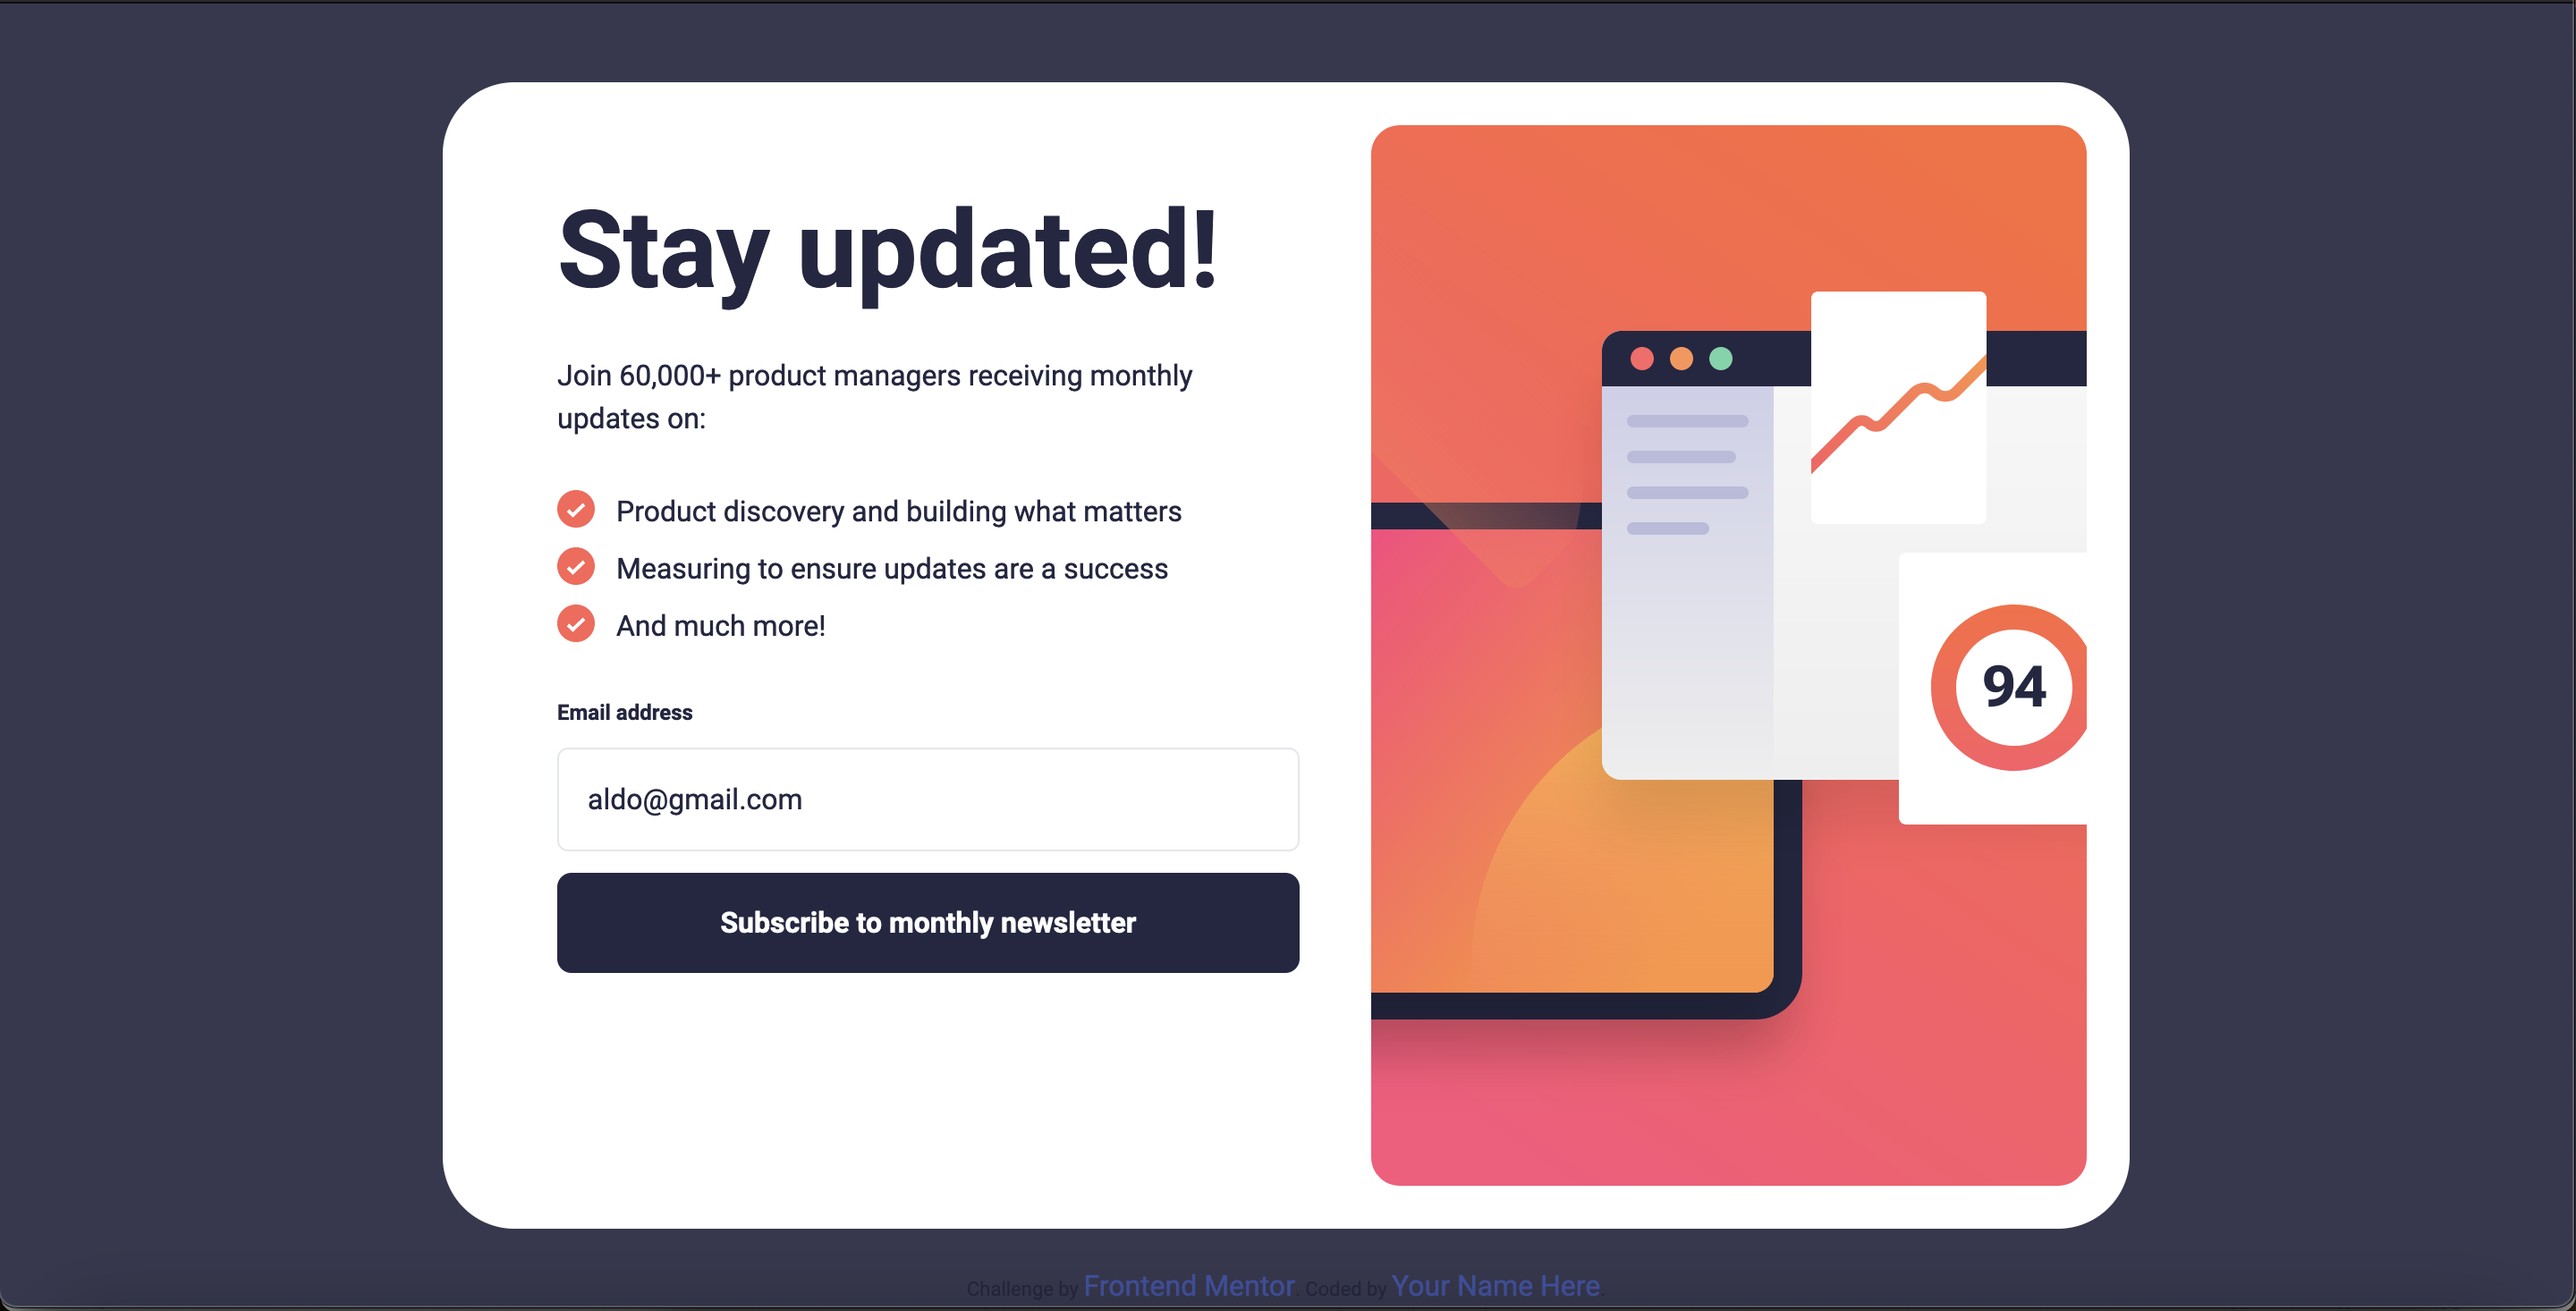 Stay updated!
Join 60,000+ product managers receiving monthly
updates on:
Product discovery and building what matters
Measuring to ensure updates are a success
And much more!
Email address
aldo@gmail.com
Subscribe to monthly newsletter
94
Challenge by Frontend Mentor. Coded by Your Name Here.